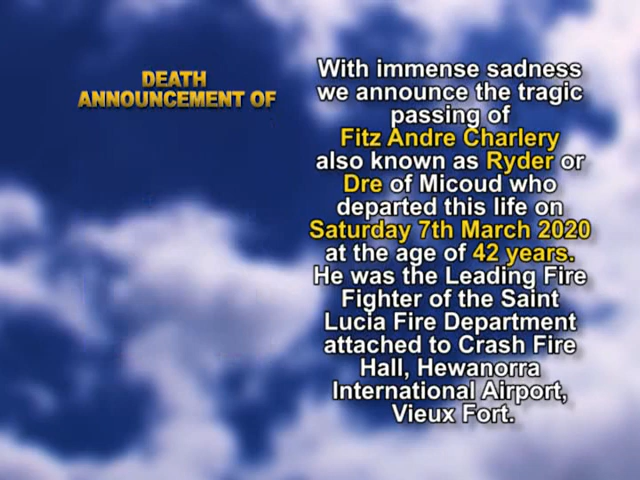 DEATH
ANNOUNCEMENT OF
With immense sadness
we announce the tragic
passing of
Fitz Andre Charlery
also known as Ryder or
Dre of Micoud who
departed this life on
Saturday 7th March 2020
at the age of 42 years.
He was the Leading Fire
Fighter of the Saint
Lucia Fire Department
attached to Crash Fire
Hall, Hewanorra
International Airport,
Vieux Fort.